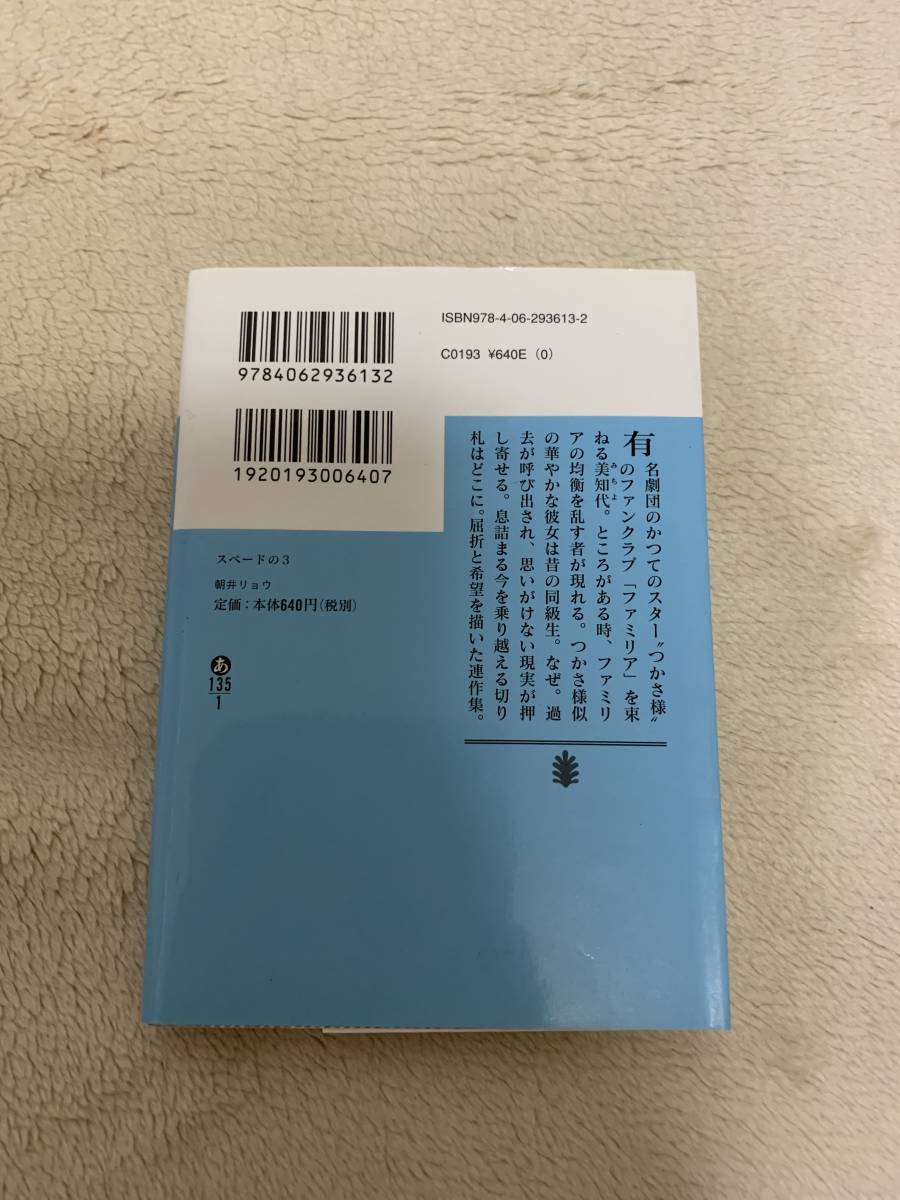 ISBN978-4-06-293613-2
C0193 ¥640E (0)
9784062936132
1920193006407
スペードの3
朝井リョウ
定価：本体640円(税別)
あ
135
1
有名劇団のかつてのスター〝つかさ様〟
のファンクラブ「ファミリア」を束
ねる美知代。ところがある時、ファミリ
みちよ
アの均衡を乱す者が現れる。つかさ様似
の華やかな彼女は昔の同級生。なぜ。過
去が呼び出され、思いがけない現実が押
し寄せる。息詰まる今を乗り越える切り
札はどこに。屈折と希望を描いた連作集。